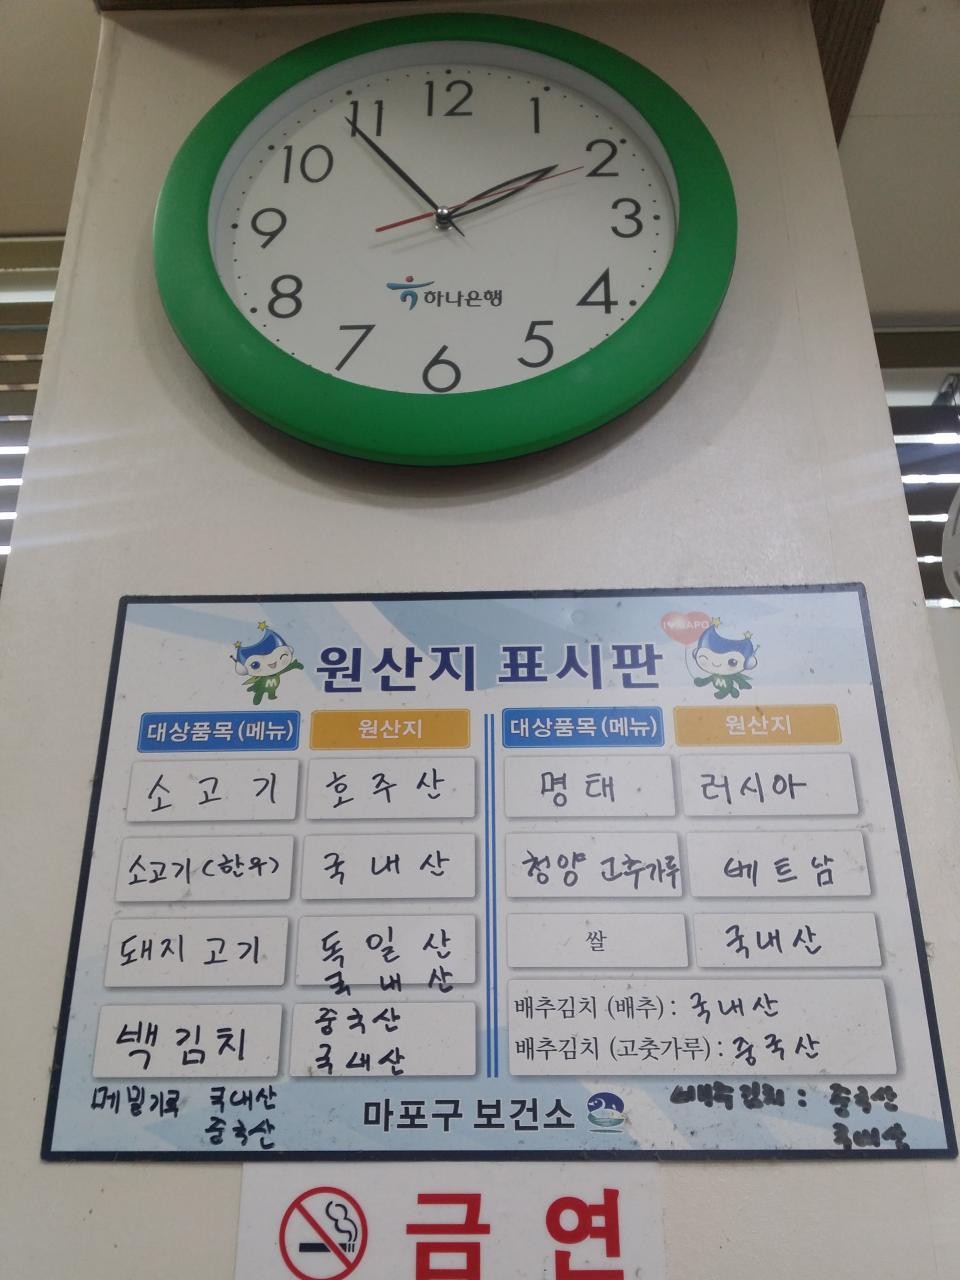 12
1
2
3
4
5
6
7
8
9
10
11
하나은행
I♥MAPO
원산지 표시판
M
대상품목(메뉴) 원산지 대상품목(메뉴) 원산지
소고기 호주산 명태 러시아
소고기(한우) 국내산 청양 고추가루 베트남
돼지고기 독일산 쌀 국내산
국내산
백김치 중국산 배추김치 (배추) : 국내산
국내산 배추김치 (고춧가루) : 중국산
메밀가루 국내산 마포구 보건소 배추김치 : 중국산
중국산 국내산
금연